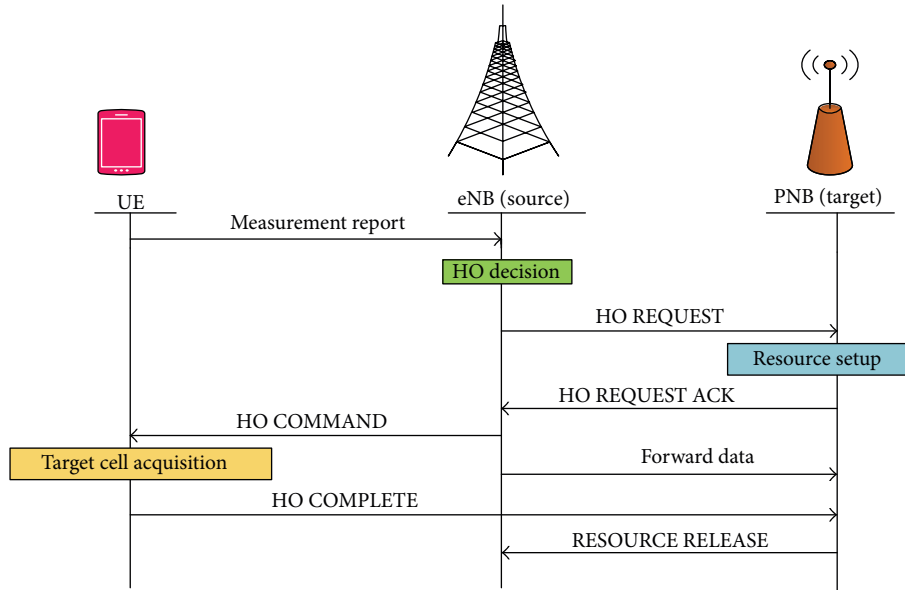 UE
eNB (source)
PNB (target)
Measurement report
HO decision
HO REQUEST
Resource setup
HO REQUEST ACK
HO COMMAND
Target cell acquisition
Forward data
HO COMPLETE
RESOURCE RELEASE